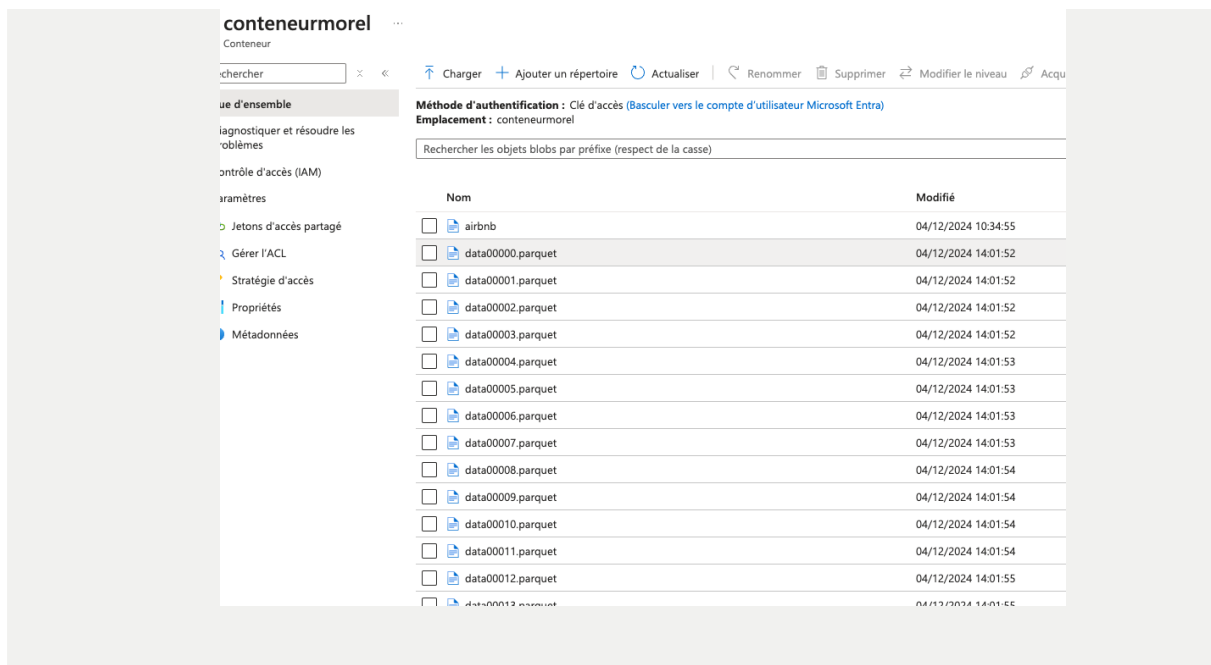 conteneurmorel ...
Conteneur
chercher
Charger Ajouter un répertoire Actualiser Renommer Supprimer Modifier le niveau Acqu
ue d'ensemble
Méthode d'authentification : Clé d'accès (Basculer vers le compte d'utilisateur Microsoft Entra)
Emplacement : conteneurmorel
iagnostiquer et résoudre les
roblèmes
Rechercher les objets blobs par préfixe (respect de la casse)
ontrôle d'accès (IAM)
aramètres
Nom Modifié
Jetons d'accès partagé
airbnb 04/12/2024 10:34:55
Gérer l'ACL
data00000.parquet 04/12/2024 14:01:52
Stratégie d'accès
data00001.parquet 04/12/2024 14:01:52
Propriétés
data00002.parquet 04/12/2024 14:01:52
Métadonnées
data00003.parquet 04/12/2024 14:01:52
data00004.parquet 04/12/2024 14:01:53
data00005.parquet 04/12/2024 14:01:53
data00006.parquet 04/12/2024 14:01:53
data00007.parquet 04/12/2024 14:01:53
data00008.parquet 04/12/2024 14:01:54
data00009.parquet 04/12/2024 14:01:54
data00010.parquet 04/12/2024 14:01:54
data00011.parquet 04/12/2024 14:01:54
data00012.parquet 04/12/2024 14:01:55
data00013.parquet 04/12/2024 14:01:55